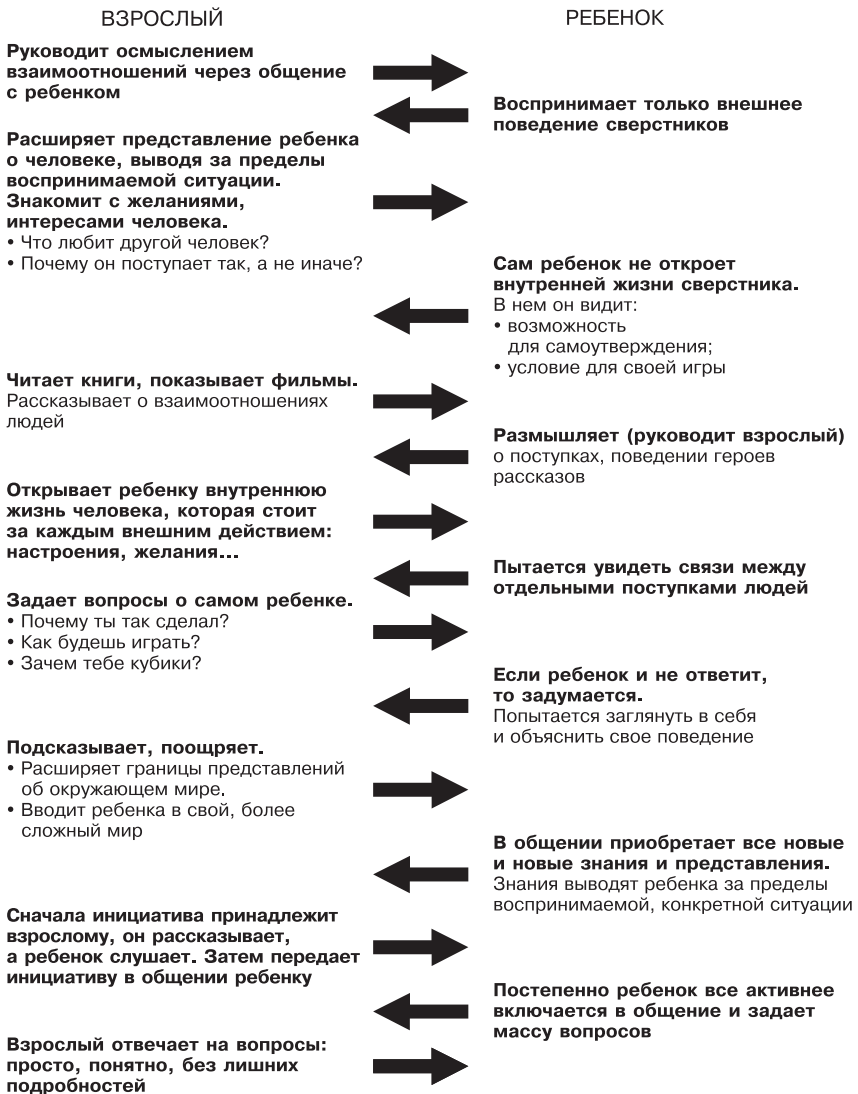 ВЗРОСЛЫЙ
РЕБЕНОК
Руководит осмыслением
взаимоотношений через общение
с ребенком
Воспринимает только внешнее
поведение сверстников
Расширяет представление ребенка
о человеке, выводя за пределы
воспринимаемой ситуации.
Знакомит с желаниями,
интересами человека.
• Что любит другой человек?
• Почему он поступает так, а не иначе?
Сам ребенок не откроет
внутренней жизни сверстника.
В нем он видит:
• возможность
для самоутверждения;
• условие для своей игры
Читает книги, показывает фильмы.
Рассказывает о взаимоотношениях
людей
Размышляет (руководит взрослый)
о поступках, поведении героев
рассказов
Открывает ребенку внутреннюю
жизнь человека, которая стоит
за каждым внешним действием:
настроения, желания...
Пытается увидеть связи между
отдельными поступками людей
Задает вопросы о самом ребенке.
• Почему ты так сделал?
• Как будешь играть?
• Зачем тебе кубики?
Если ребенок и не ответит,
то задумается.
Попытается заглянуть в себя
и объяснить свое поведение
Подсказывает, поощряет.
• Расширяет границы представлений
об окружающем мире.
• Вводит ребенка в свой, более
сложный мир
В общении приобретает все новые
и новые знания и представления.
Знания выводят ребенка за пределы
воспринимаемой, конкретной ситуации
Сначала инициатива принадлежит
взрослому, он рассказывает,
а ребенок слушает. Затем передает
инициативу в общении ребенку
Постепенно ребенок все активнее
включается в общение и задает
массу вопросов
Взрослый отвечает на вопросы:
просто, понятно, без лишних
подробностей